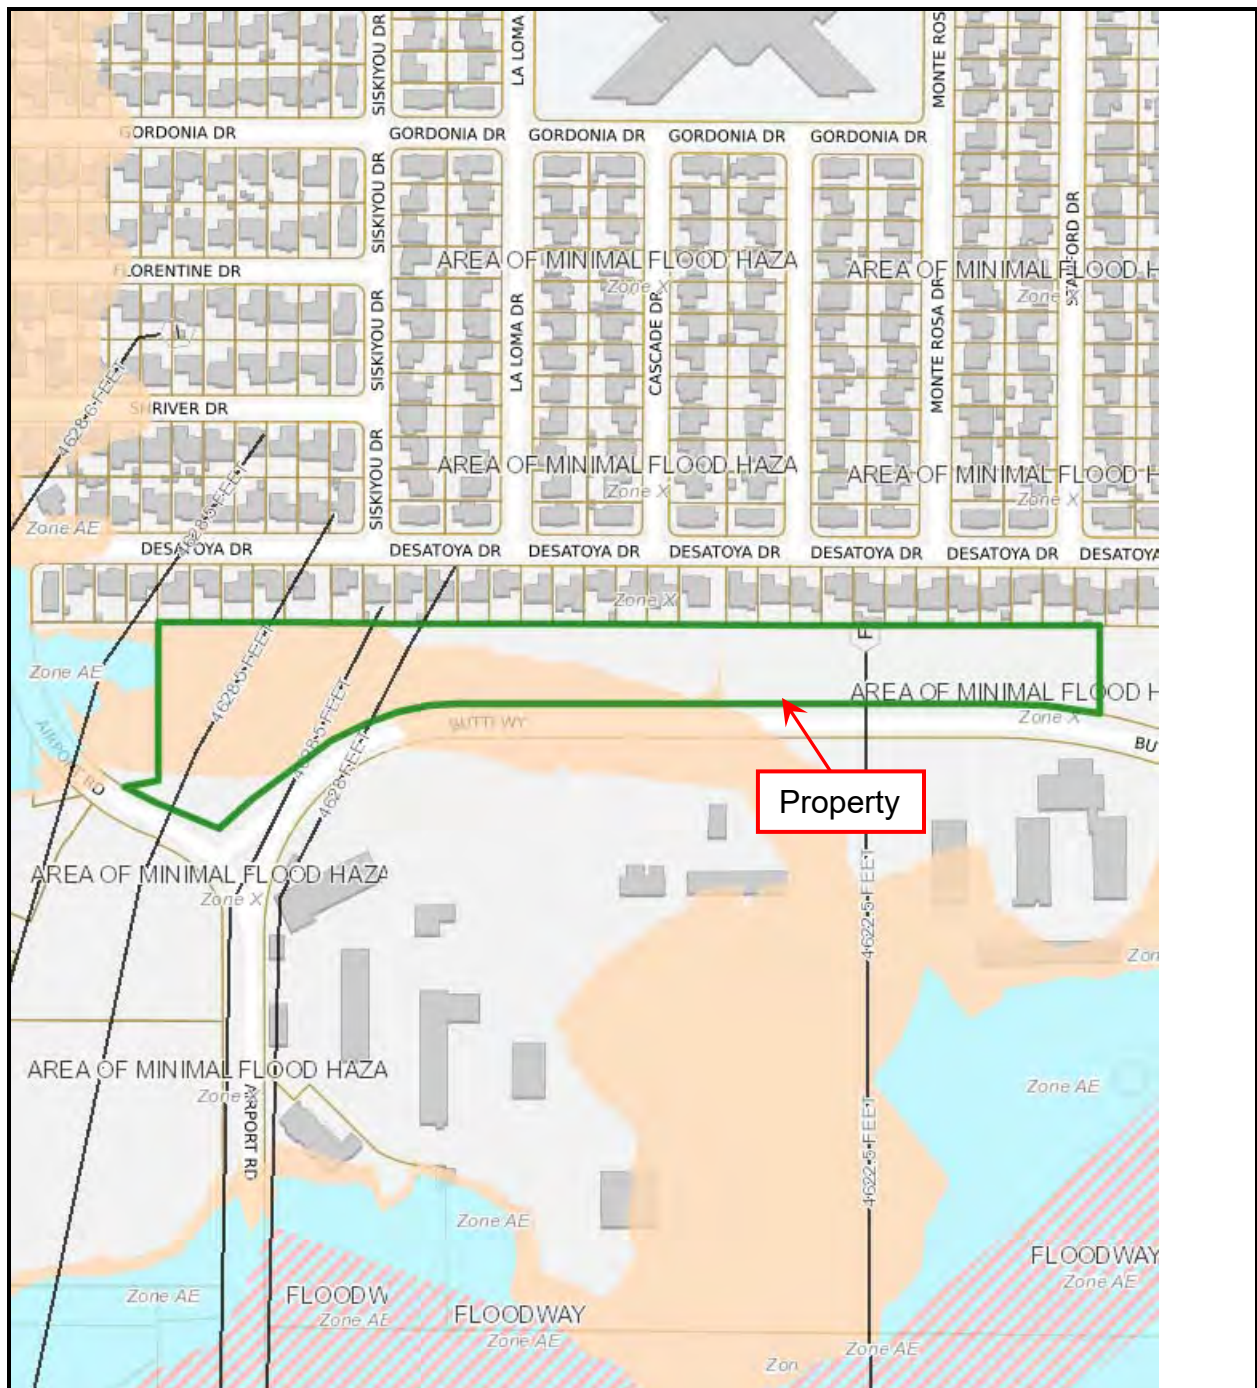 SISKIYOU DR
LA LOMA
MONTE ROS
GORDONIA DR
GORDONIA DR
GORDONIA DR
GORDONIA DR
GORDONIA DR
SISKIYOU DR
STAFFORD DR
FLORENTINE DR
AREA OF MINIMAL FLOOD HAZA
Zone X
AREA OF MINIMAL FLOOD H
Zone X
SISKIYOU DR
LA LOMA DR
CASCADE DR
MONTE ROSA DR
4628.6 FEET
SHRIVER DR
SISKIYOU DR
AREA OF MINIMAL FLOOD HAZA
Zone X
AREA OF MINIMAL FLOOD H
Zone X
4628.5 FEET
Zone AE
DESATOYA DR
DESATOYA DR
DESATOYA DR
DESATOYA DR
DESATOYA DR
DESATOYA DR
DESATOYA
Zone X
F
Zone AE
4628.5 FEET
4628.5 FEET
4628 FEET
AREA OF MINIMAL FLOOD H
Zone X
BUTTI WY
BU
AIRPORT RD
Property
AREA OF MINIMAL FLOOD HAZA
Zone X
4622.5 FEET
Zon
AREA OF MINIMAL FLOOD HAZA
Zone X
AIRPORT RD
Zone AE
4622.5 FEET
Zone AE
FLOODWAY
Zone AE
Zone AE
FLOODW
Zone AE
FLOODWAY
Zone AE
Zone AE
Zon